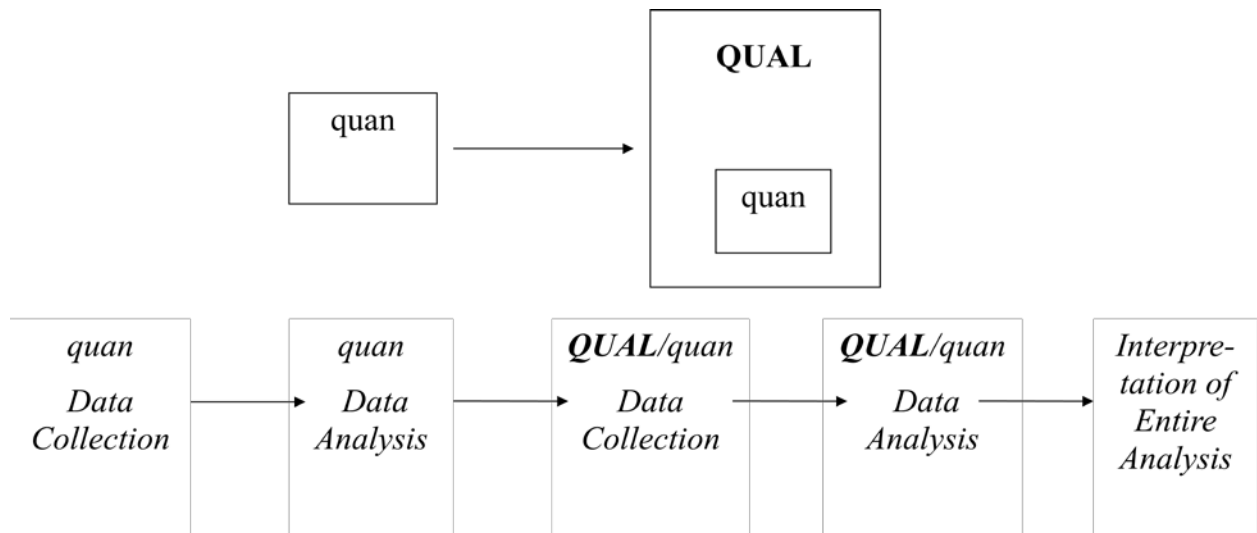 QUAL
quan
quan
quan
Data
Collection
quan
Data
Analysis
QUAL/quan
Data
Collection
QUAL/quan
Data
Analysis
Interpre-
tation of
Entire
Analysis